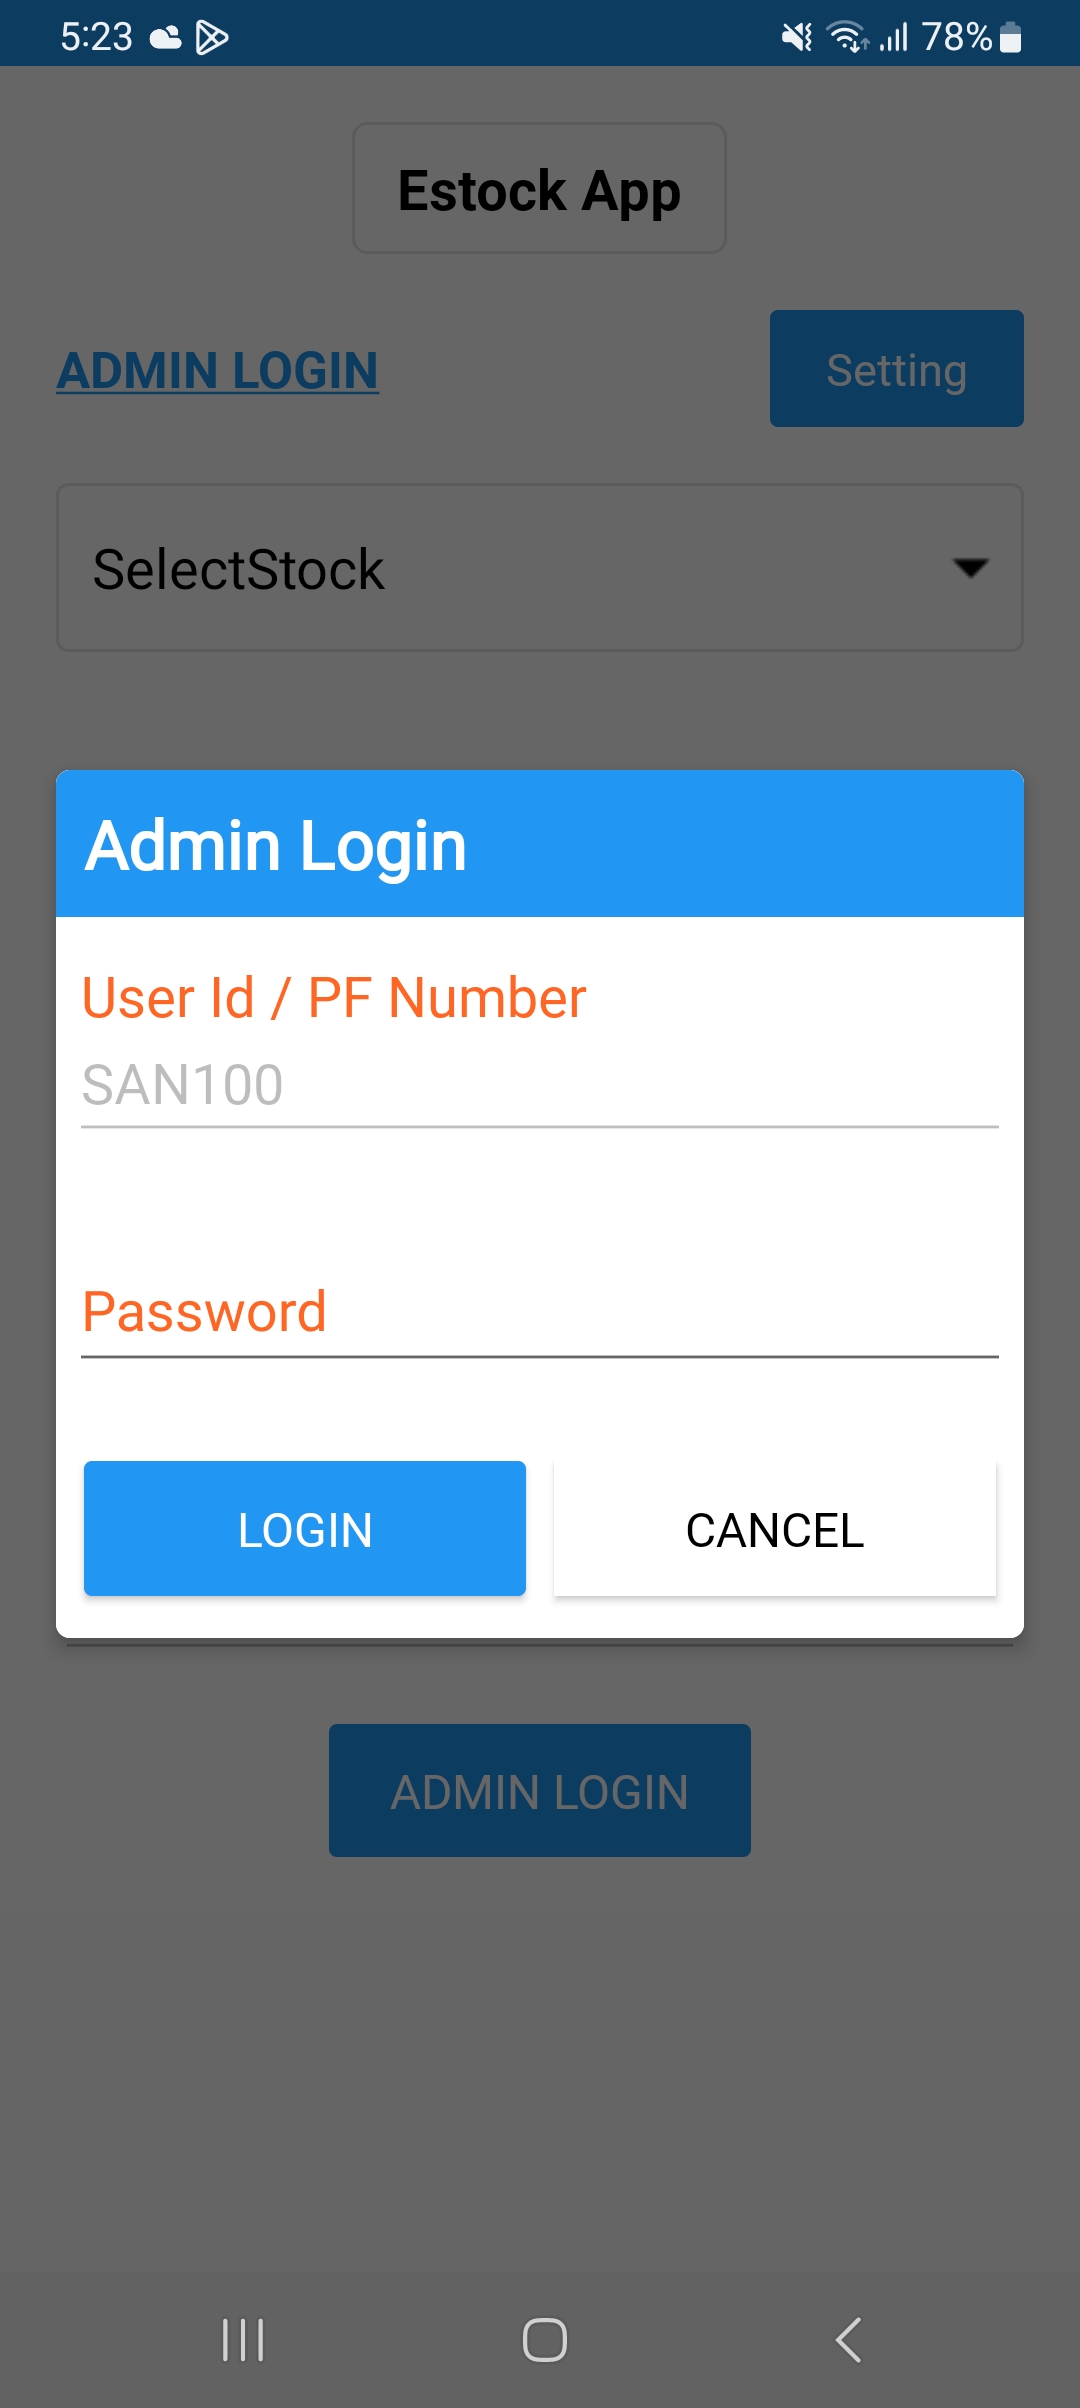 5:23 78%
Estock App
ADMIN LOGIN Setting
SelectStock
Admin Login
User Id / PF Number
SAN100
Password
LOGIN CANCEL
ADMIN LOGIN